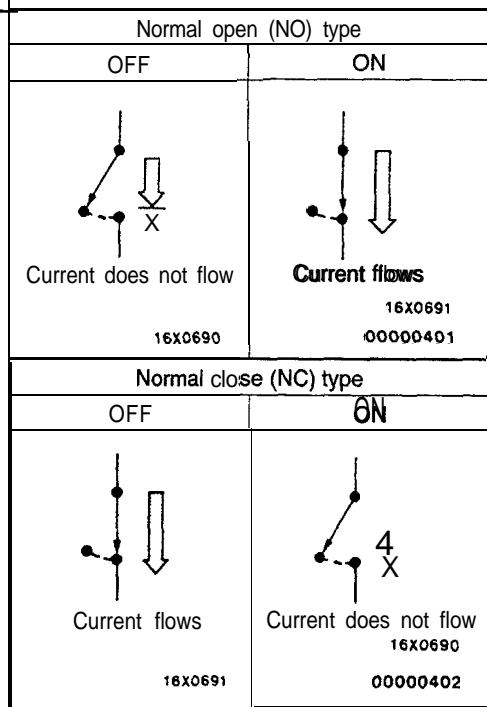 Normal open (NO) type
OFF ON
X
Current does not flow Current flows
16X0691
16X0690 00000401
Normal close (NC) type
OFF ON
4
X
Current flows Current does not flow
16X0690
16X0691 00000402